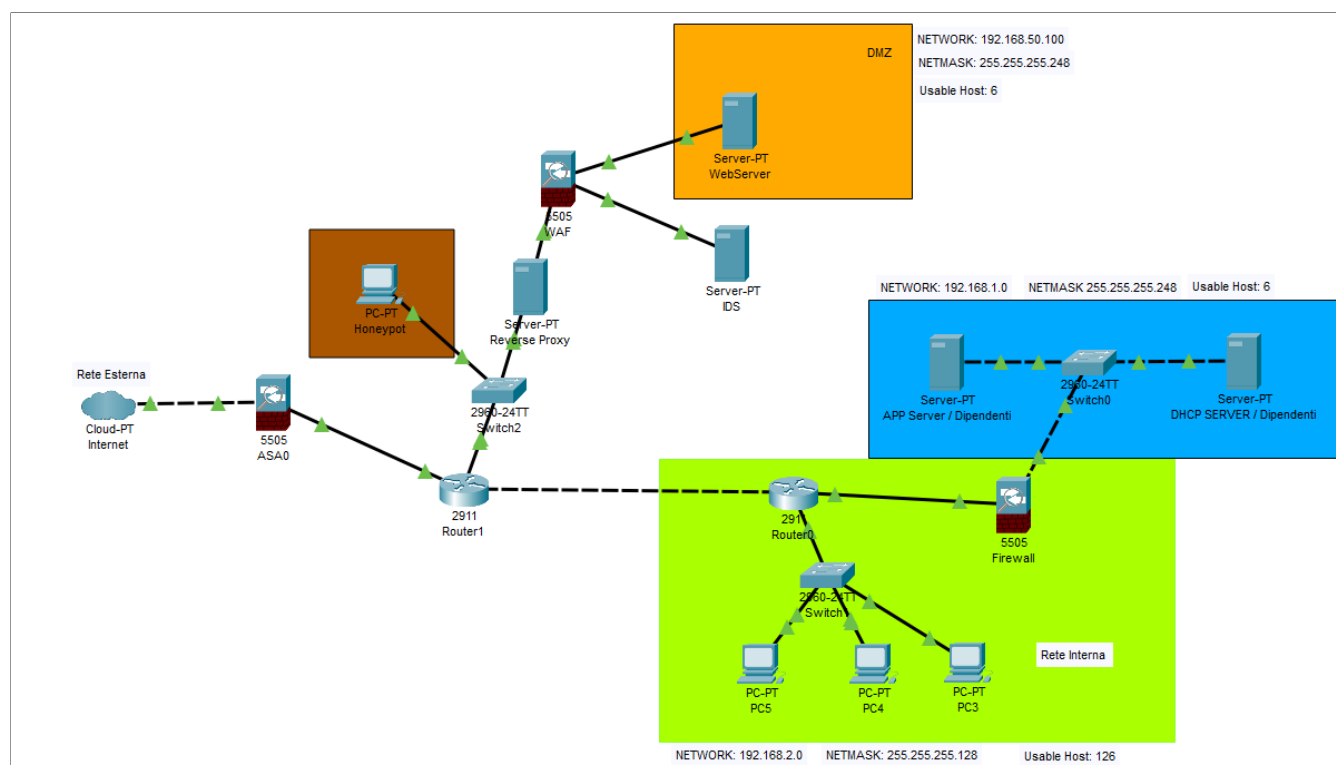 DMZ
NETWORK: 192.168.50.100
NETMASK: 255.255.255.248
Usable Host: 6
Server-PT
WebServer
5505
WAF
Server-PT
IDS
PC-PT
Honeypot
Server-PT
Reverse Proxy
NETWORK: 192.168.1.0
NETMASK 255.255.255.248
Usable Host: 6
Server-PT
APP Server / Dipendenti
2960-24TT
Switch0
Server-PT
DHCP SERVER / Dipendenti
Rete Esterna
Cloud-PT
Internet
5505
ASA0
2960-24TT
Switch2
2911
Router1
2911
Router0
5505
Firewall
2960-24TT
Switch
PC-PT
PC5
PC-PT
PC4
PC-PT
PC3
Rete Interna
NETWORK: 192.168.2.0
NETMASK: 255.255.255.128
Usable Host: 126